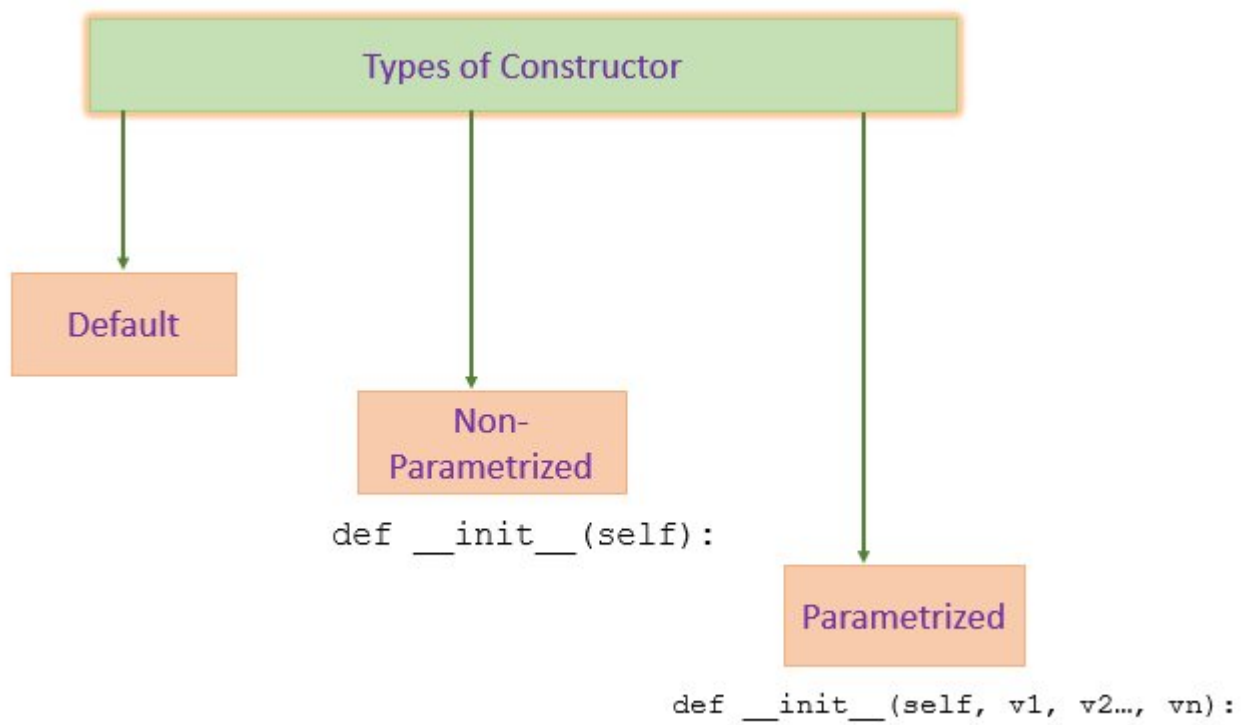 Types of Constructor
Default
Non-
Parametrized
def __init__(self):
Parametrized
def __init__(self, v1, v2…, vn):